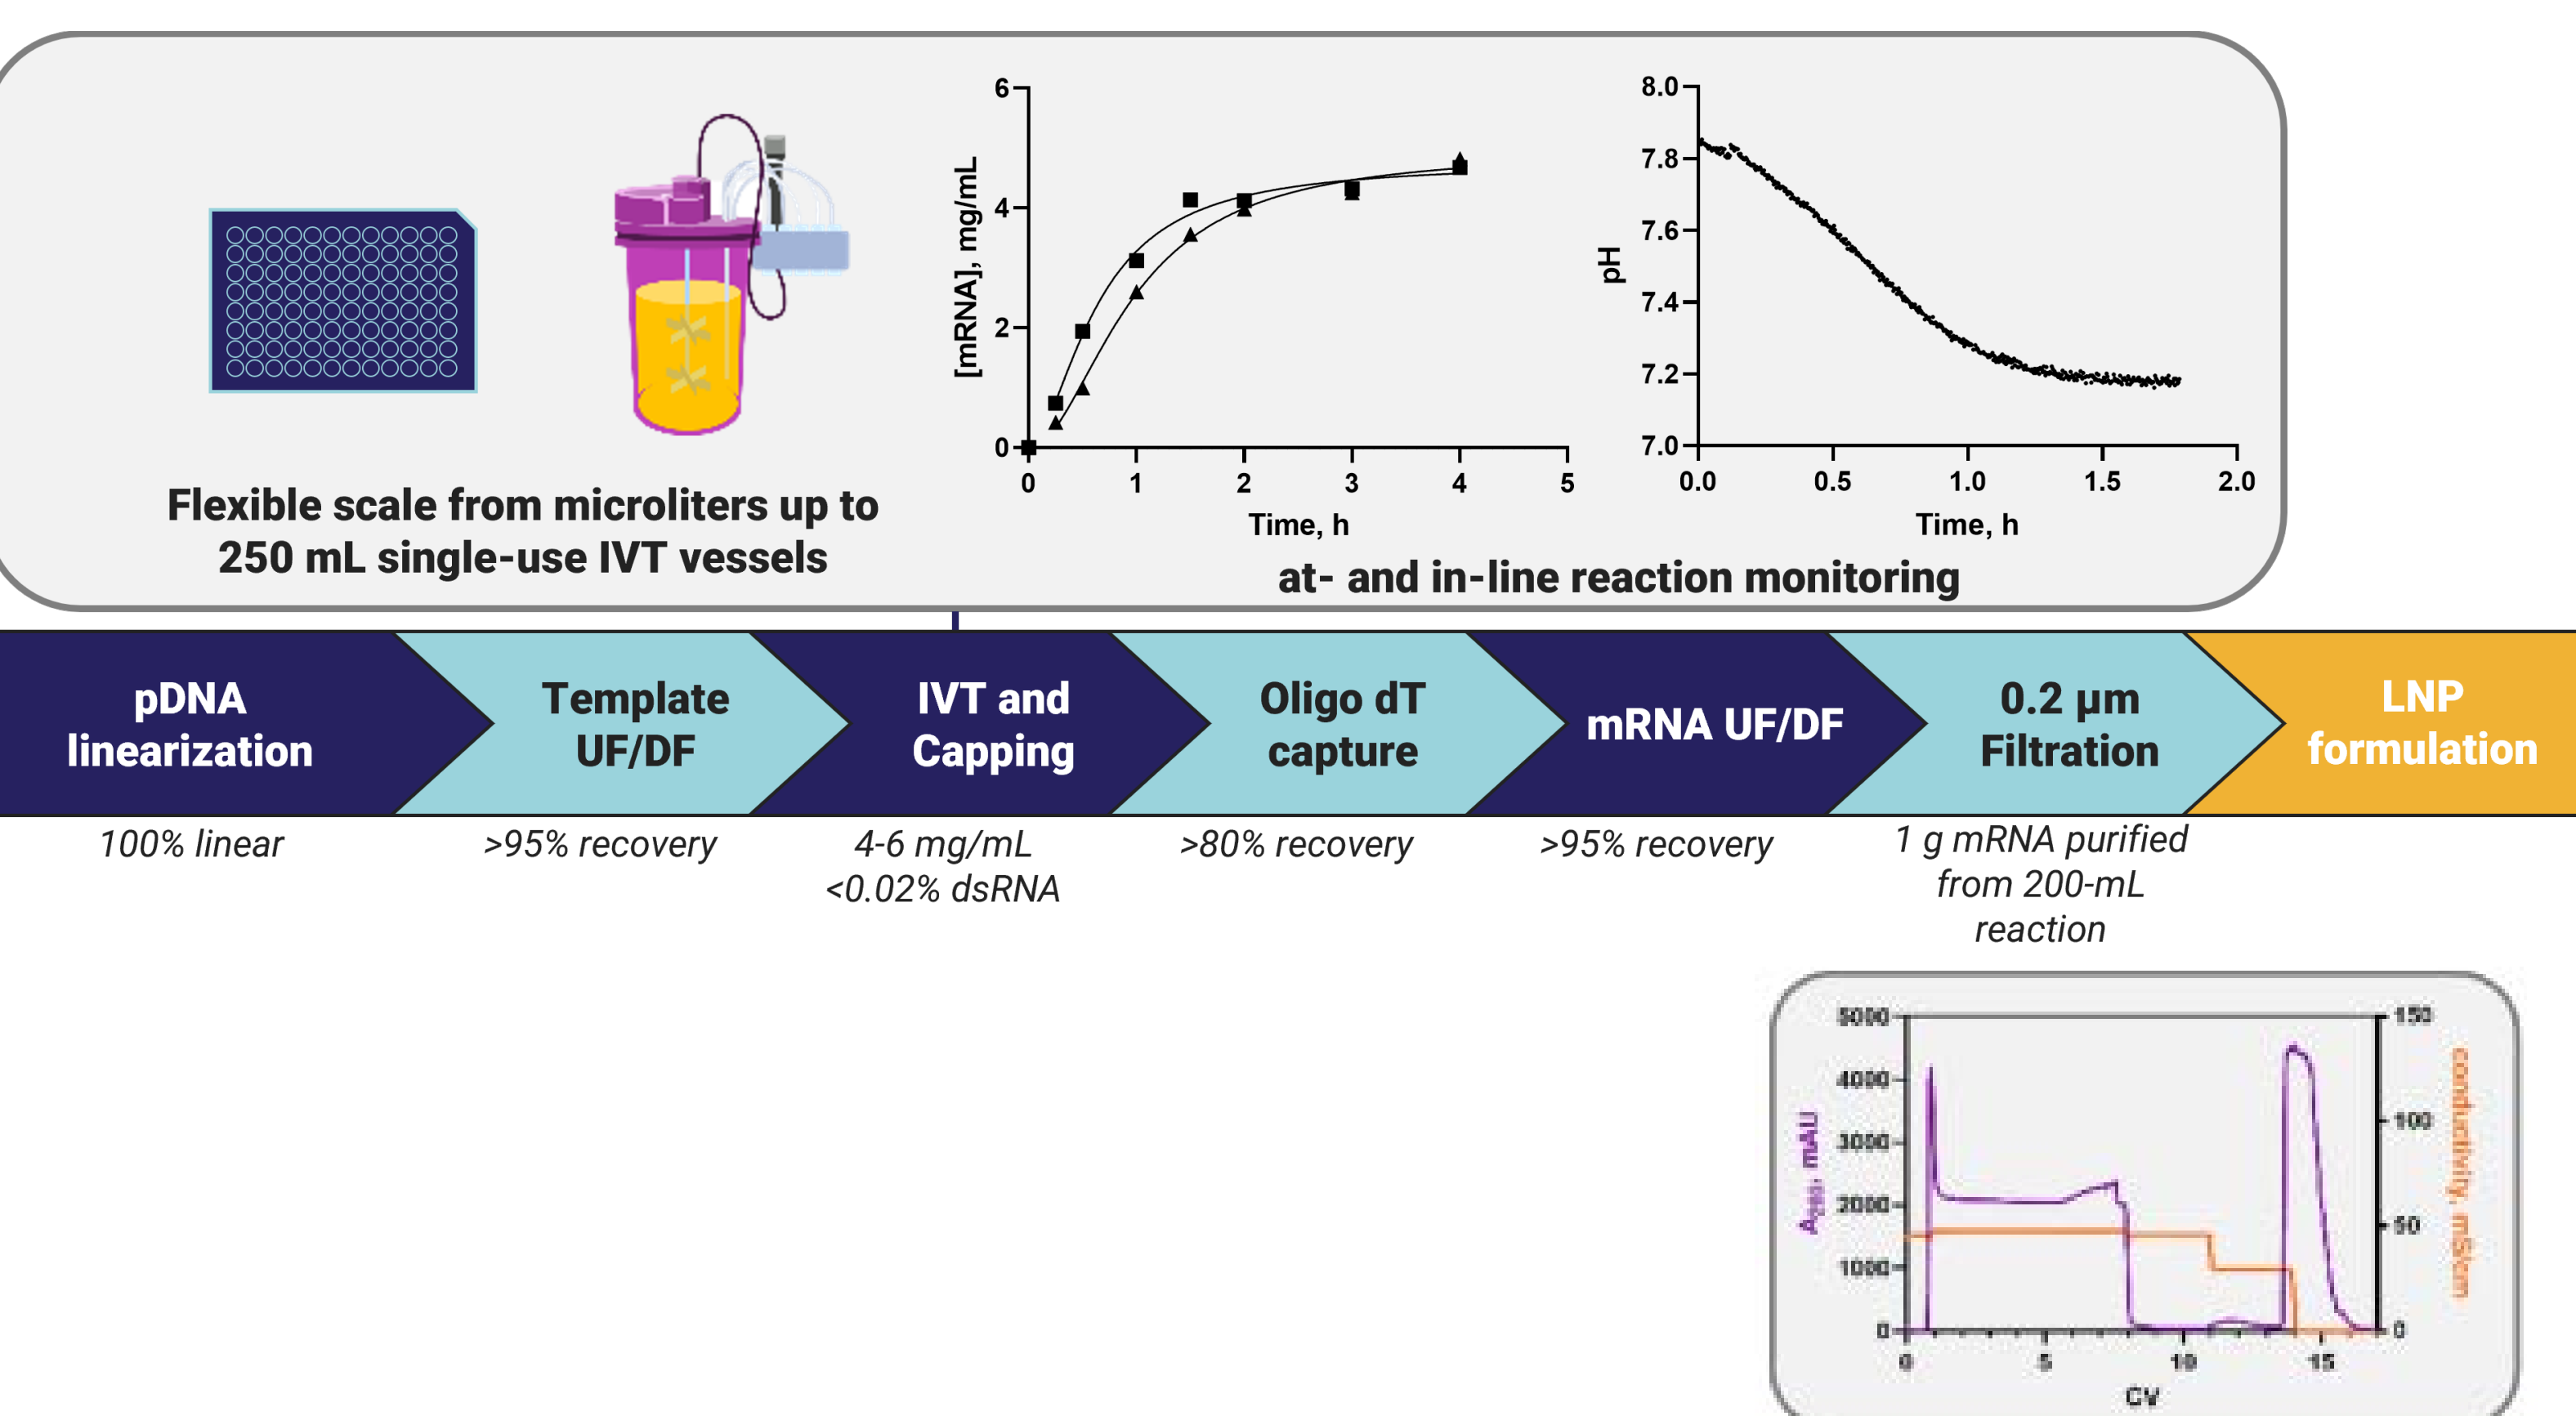 6
4
2
0
[mRNA], mg/mL
0 1 2 3 4 5
Time, h
8.0
7.8
7.6
7.4
7.2
7.0
pH
0.0 0.5 1.0 1.5 2.0
Time, h
Flexible scale from microliters up to
250 mL single-use IVT vessels
at- and in-line reaction monitoring
pDNA
linearization
Template
UF/DF
IVT and
Capping
Oligo dT
capture
mRNA UF/DF
0.2 µm
Filtration
LNP
formulation
100% linear
>95% recovery
4-6 mg/mL
<0.02% dsRNA
>80% recovery
>95% recovery
1 g mRNA purified
from 200-mL
reaction
5000
4000
3000
2000
1000
0
mAU
150
100
50
0
conductivity, mS/cm
0 5 10 15
CV